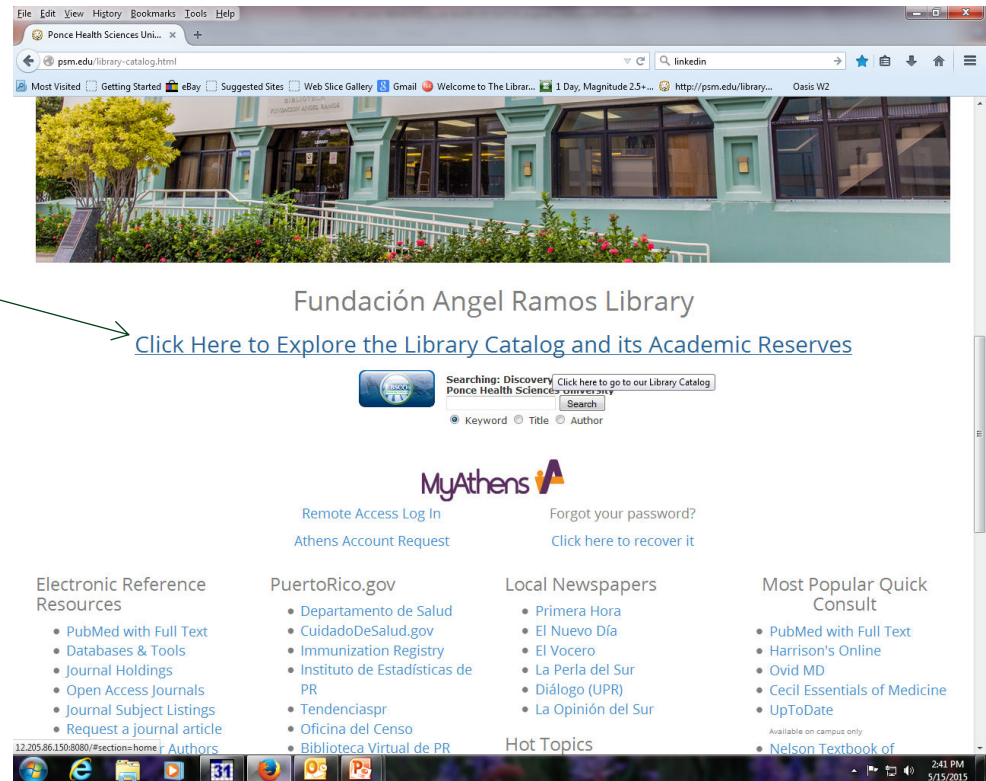 File Edit View History Bookmarks Tools Help
Ponce Health Sciences Uni... × +
psm.edu/library-catalog.html
linkedin
Most Visited Getting Started eBay Suggested Sites Web Slice Gallery Gmail Welcome to The Librar... 1 Day, Magnitude 2.5+... http://psm.edu/library... Oasis W2
BIBLIOTECA
FUNDACIÓN ANGEL RAMOS
Fundación Angel Ramos Library
Click Here to Explore the Library Catalog and its Academic Reserves
EBSCO
Searching: Discovery
Click here to go to our Library Catalog
Ponce Health Sciences University
Search
Keyword Title Author
MyAthens
Remote Access Log In
Forgot your password?
Athens Account Request
Click here to recover it
Electronic Reference
Resources
• PubMed with Full Text
• Databases & Tools
• Journal Holdings
• Open Access Journals
• Journal Subject Listings
• Request a journal article
Authors
PuertoRico.gov
• Departamento de Salud
• CuidadoDeSalud.gov
• Immunization Registry
• Instituto de Estadísticas de
PR
• Tendenciaspr
• Oficina del Censo
• Biblioteca Virtual de PR
Local Newspapers
• Primera Hora
• El Nuevo Día
• El Vocero
• La Perla del Sur
• Diálogo (UPR)
• La Opinión del Sur
Hot Topics
Most Popular Quick
Consult
• PubMed with Full Text
• Harrison's Online
• Ovid MD
• Cecil Essentials of Medicine
• UpToDate
Available on campus only
• Nelson Textbook of
12.205.86.150:8080/#section=home
31
2:41 PM
5/15/2015